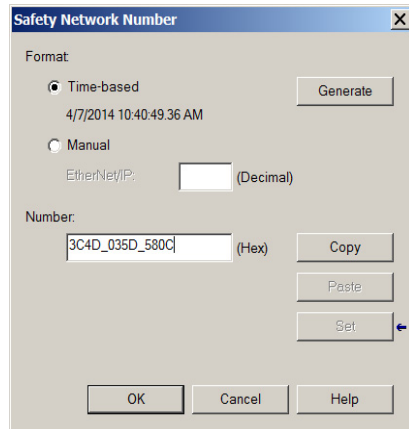 Safety Network Number
Format:
Time-based
Generate
4/7/2014 10:40:49.36 AM
Manual
EtherNet/IP:
(Decimal)
Number:
3C4D_035D_580C
(Hex)
Copy
Paste
Set
OK
Cancel
Help